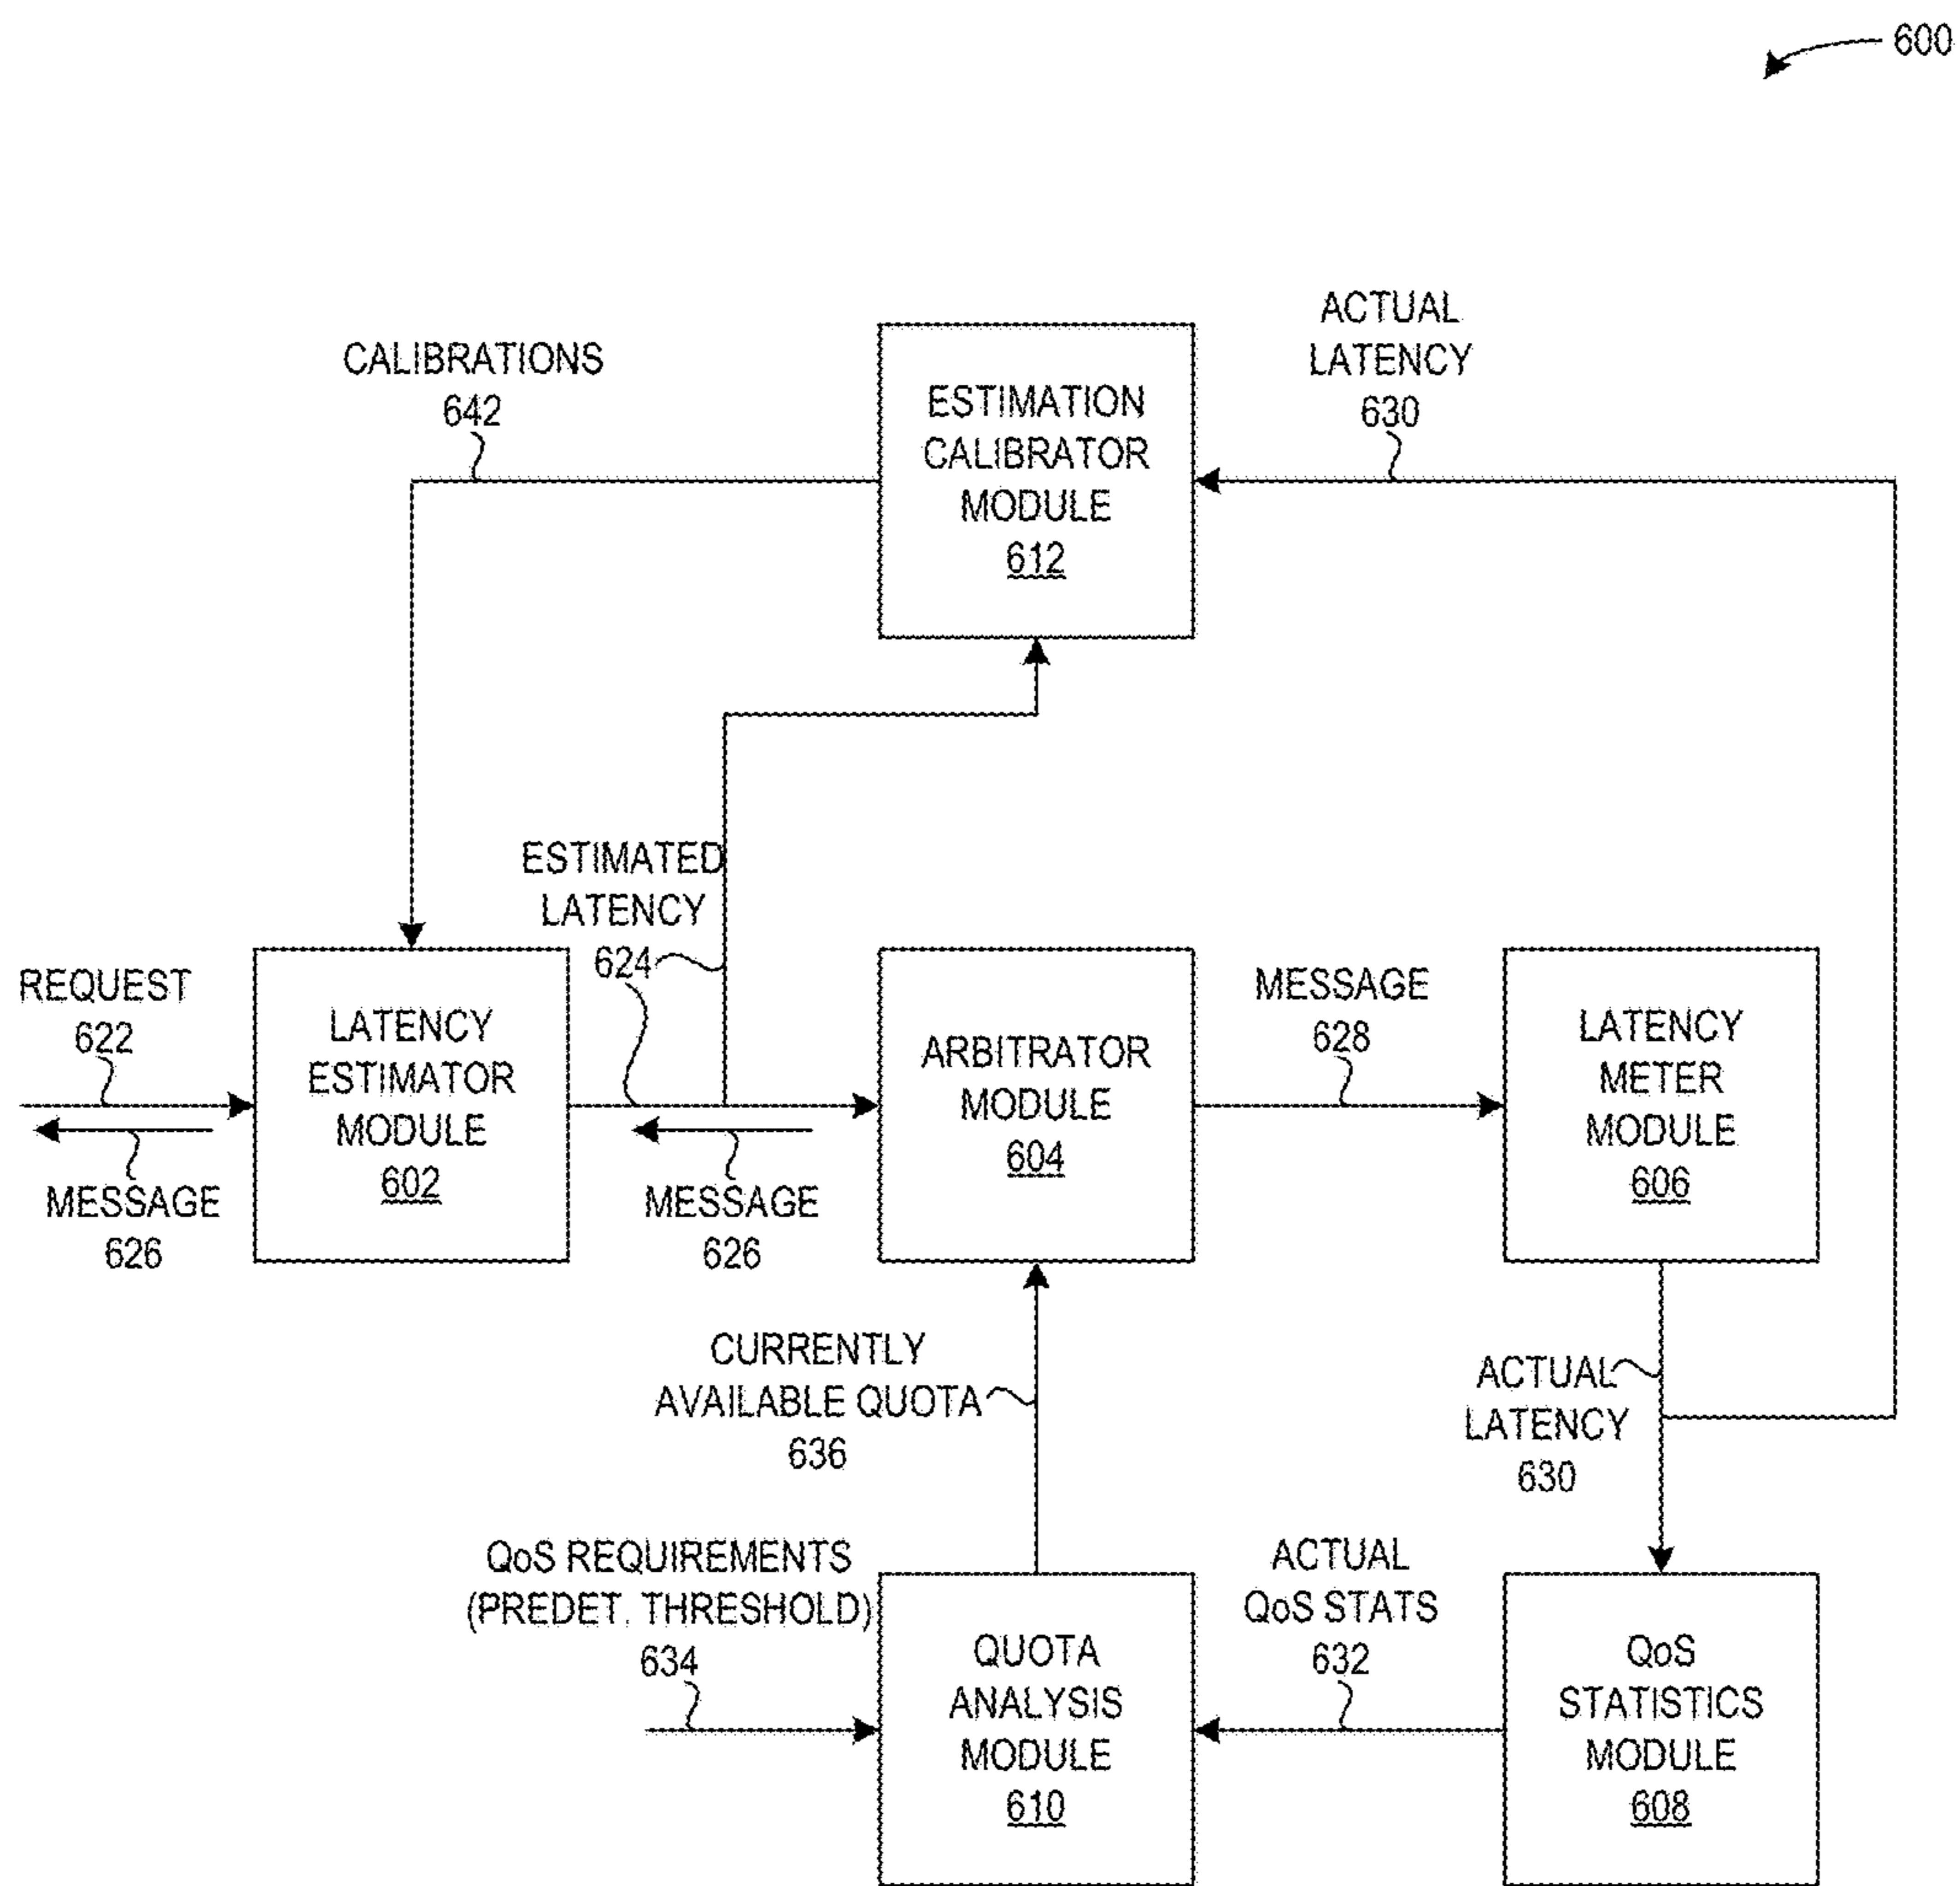 600
CALIBRATIONS
642
ESTIMATION
CALIBRATOR
MODULE
612
ACTUAL
LATENCY
630
ESTIMATED
LATENCY
624
REQUEST
622
MESSAGE
626
LATENCY
ESTIMATOR
MODULE
602
MESSAGE
626
ARBITRATOR
MODULE
604
MESSAGE
628
LATENCY
METER
MODULE
606
CURRENTLY
AVAILABLE QUOTA
636
ACTUAL
LATENCY
630
QoS REQUIREMENTS
(PREDET. THRESHOLD)
634
QUOTA
ANALYSIS
MODULE
610
ACTUAL
QoS STATS
632
QoS
STATISTICS
MODULE
608